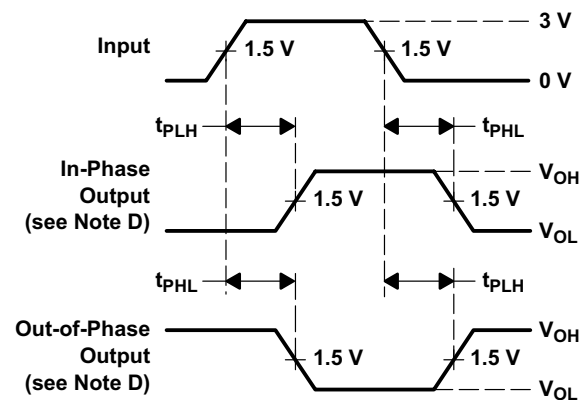 3 V
Input
1.5 V
1.5 V
0 V
tPLH
tPHL
In-Phase
Output
(see Note D)
VOH
1.5 V
1.5 V
VOL
tPHL
tPLH
Out-of-Phase
Output
(see Note D)
VOH
1.5 V
1.5 V
VOL